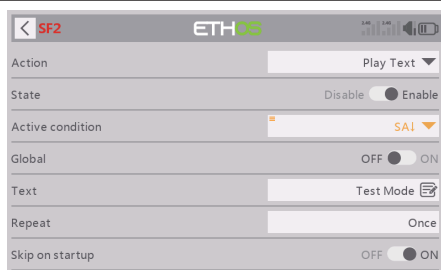 SF2 ETHOS
Action Play Text
State Disable Enable
Active condition SA↓
Global OFF ON
Text Test Mode
Repeat Once
Skip on startup OFF ON